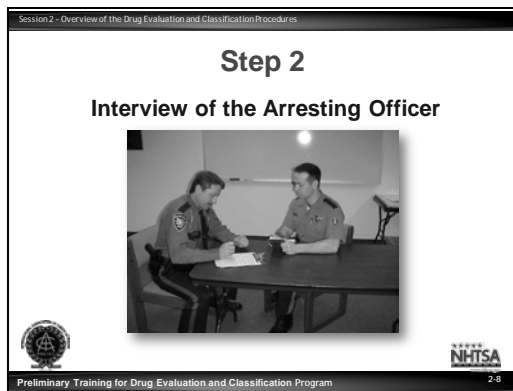 Session 2 – Overview of the Drug Evaluation and Classification Procedures
Step 2
Interview of the Arresting Officer
NHTSA
Preliminary Training for Drug Evaluation and Classification Program
2-8